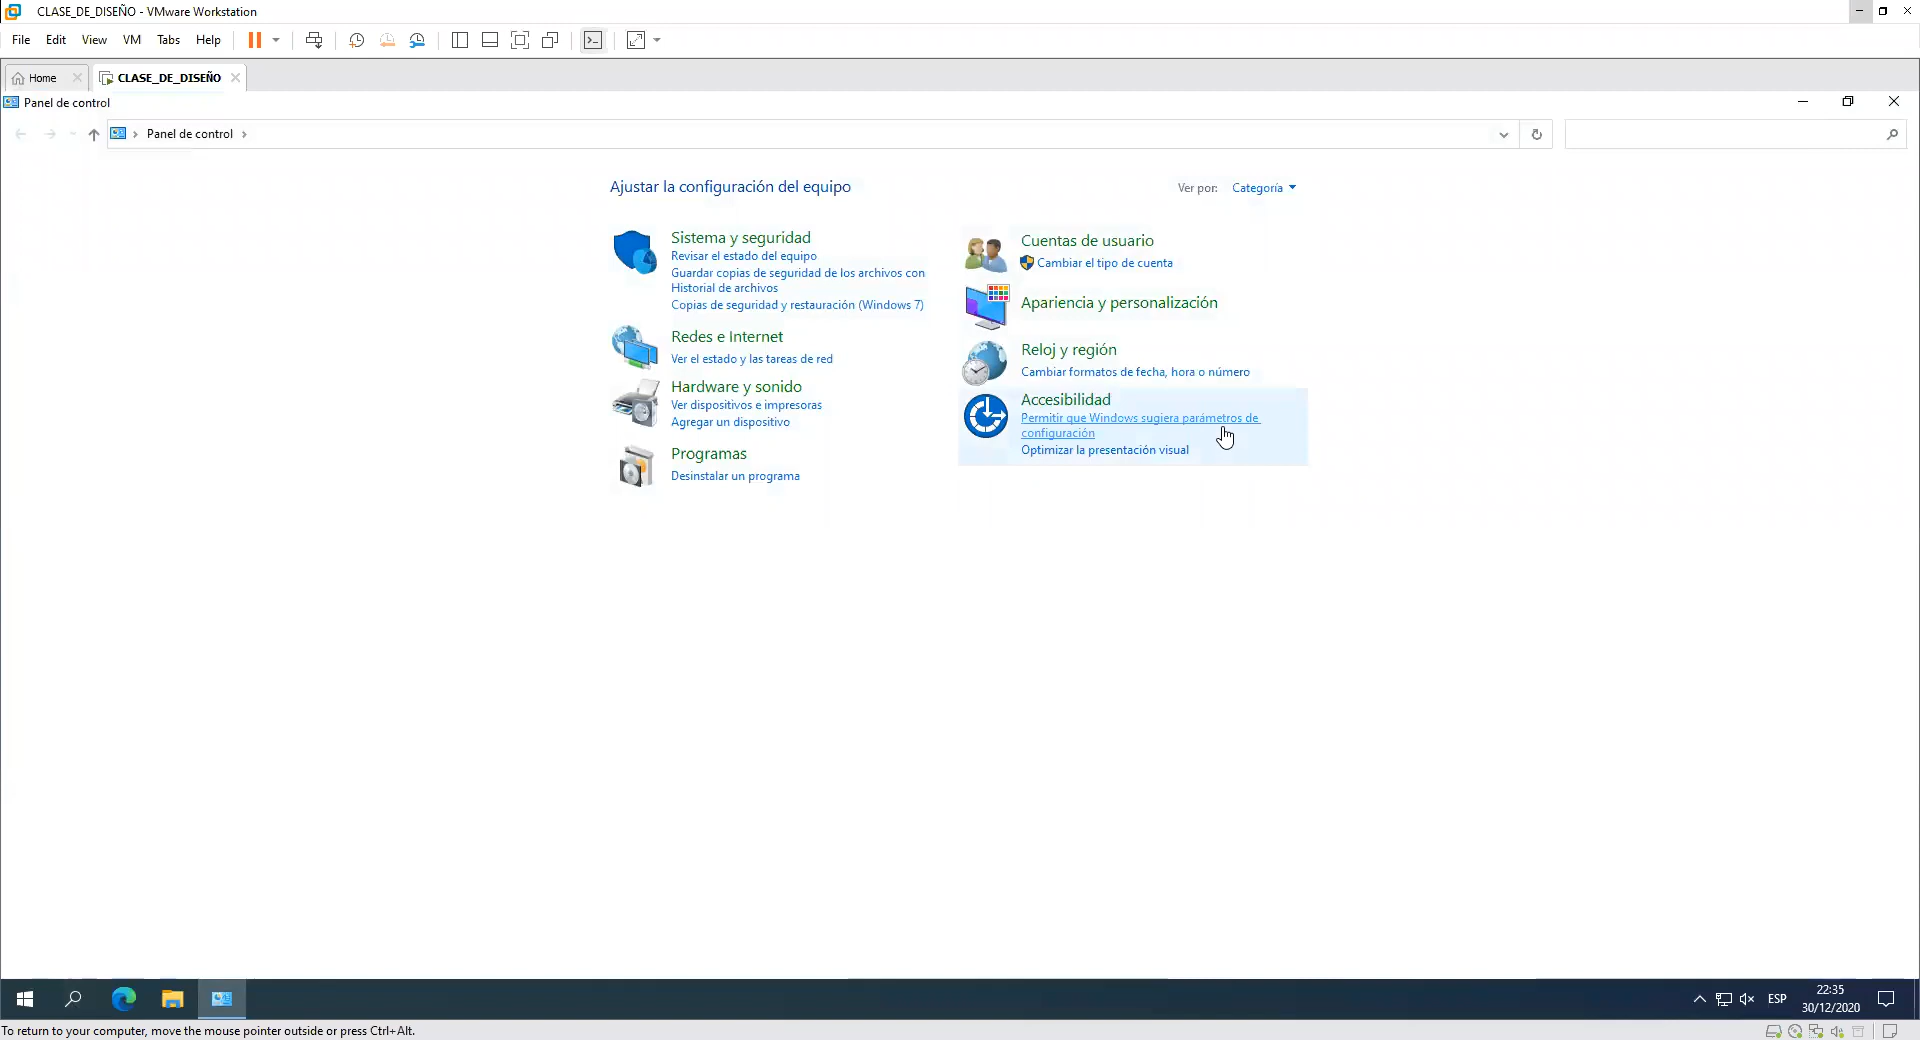 CLASE_DE_DISEÑO - VMware Workstation
File Edit View VM Tabs Help
Home
CLASE_DE_DISEÑO
Panel de control
Panel de control
Ajustar la configuración del equipo
Ver por: Categoría
Sistema y seguridad
Revisar el estado del equipo
Guardar copias de seguridad de los archivos con
Historial de archivos
Copias de seguridad y restauración (Windows 7)
Redes e Internet
Ver el estado y las tareas de red
Hardware y sonido
Ver dispositivos e impresoras
Agregar un dispositivo
Programas
Desinstalar un programa
Cuentas de usuario
Cambiar el tipo de cuenta
Apariencia y personalización
Reloj y región
Cambiar formatos de fecha, hora o número
Accesibilidad
Permitir que Windows sugiera parámetros de
configuración
Optimizar la presentación visual
ESP
22:35
30/12/2020
To return to your computer, move the mouse pointer outside or press Ctrl+Alt.